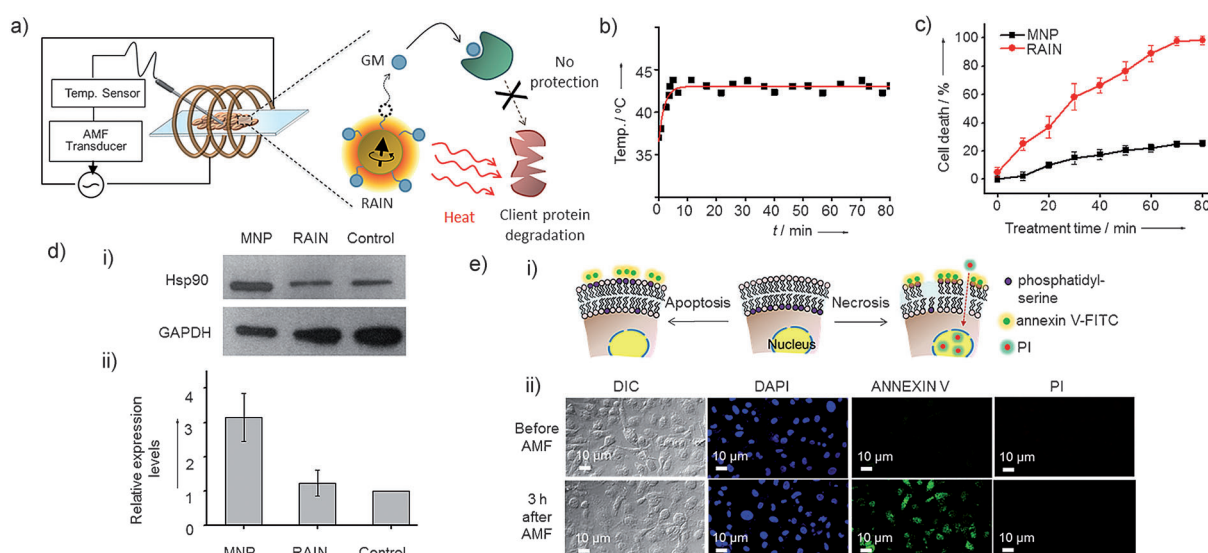 a)
Temp. Sensor
AMF
Transducer
GM
No
protection
RAIN
Heat
Client protein
degradation
b)
Temp./ °C
45
40
35
0 10 20 30 40 50 60 70 80
t / min
c)
MNP
RAIN
Cell death / %
100
80
60
40
20
0
0 20 40 60 80
Treatment time / min
d)
i)
MNP RAIN Control
Hsp90
GAPDH
ii)
Relative expression
levels
4
3
2
1
0
MNP RAIN Control
e)
i)
Apoptosis
Necrosis
Nucleus
phosphatidyl-
serine
annexin V-FITC
PI
ii)
DIC DAPI ANNEXIN V PI
Before
AMF
10 µm 10 µm 10 µm 10 µm
3 h
after
AMF
10 µm 10 µm 10 µm 10 µm